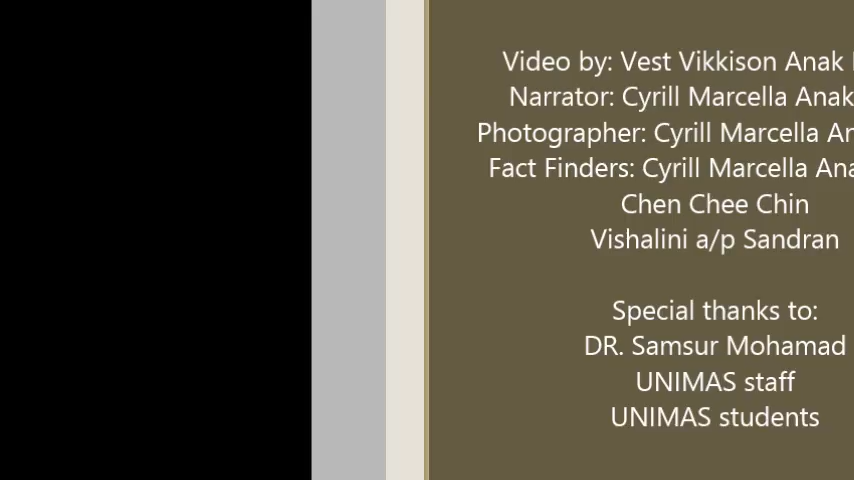 Video by: Vest Vikkison Anak
Narrator: Cyrill Marcella Anak
Photographer: Cyrill Marcella
Fact Finders: Cyrill Marcella
Chen Chee Chin
Vishalini a/p Sandran
Special thanks to:
DR. Samsur Mohamad
UNIMAS staff
UNIMAS students